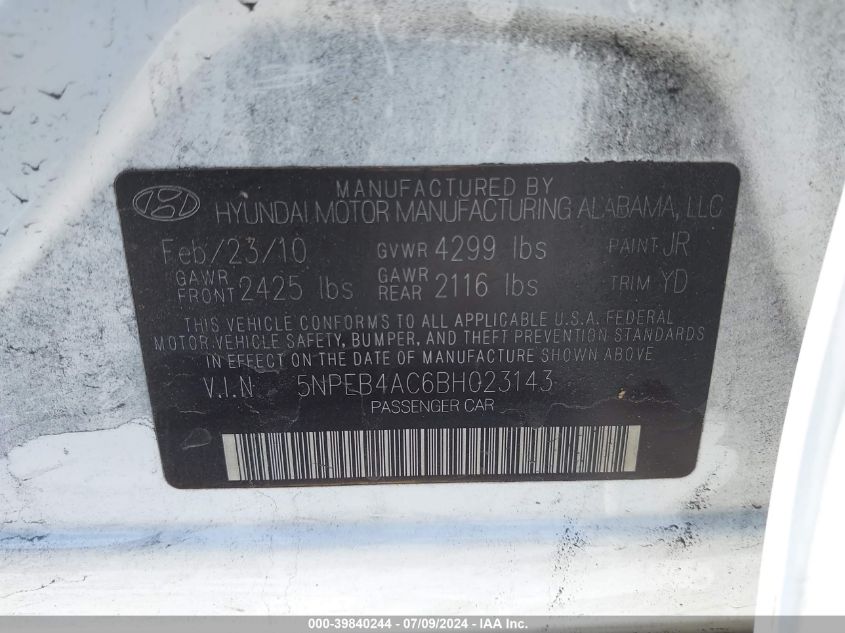 MANUFACTURED BY
HYUNDAI MOTOR MANUFACTURING ALABAMA, LLC
Feb/23/10 GVWR 4299 lbs PAINT JR
GAWR FRONT 2425 lbs GAWR REAR 2116 lbs TRIM YD
THIS VEHICLE CONFORMS TO ALL APPLICABLE U.S.A. FEDERAL
MOTOR VEHICLE SAFETY, BUMPER, AND THEFT PREVENTION STANDARDS
IN EFFECT ON THE DATE OF MANUFACTURE SHOWN ABOVE
V.I.N 5NPEB4AC6BH023143
PASSENGER CAR
000-39840244 / 07/09/2024 - IAA Inc.